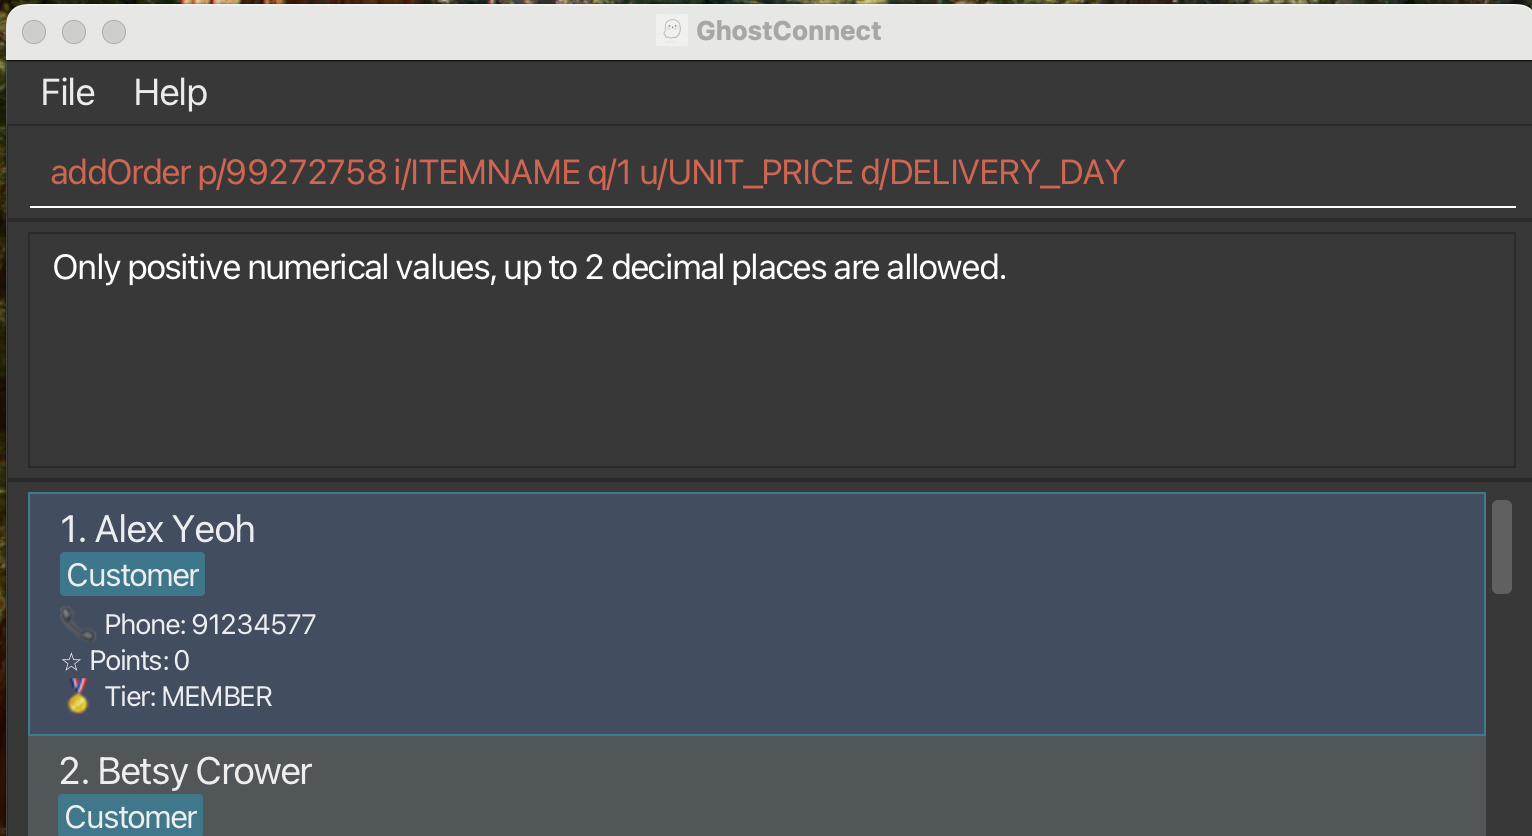 GhostConnect
File Help
addOrder p/99272758 i/ITEMNAME q/1 u/UNIT_PRICE d/DELIVERY_DAY
Only positive numerical values, up to 2 decimal places are allowed.
1. Alex Yeoh
Customer
Phone: 91234577
☆ Points: 0
Tier: MEMBER
2. Betsy Crower
Customer